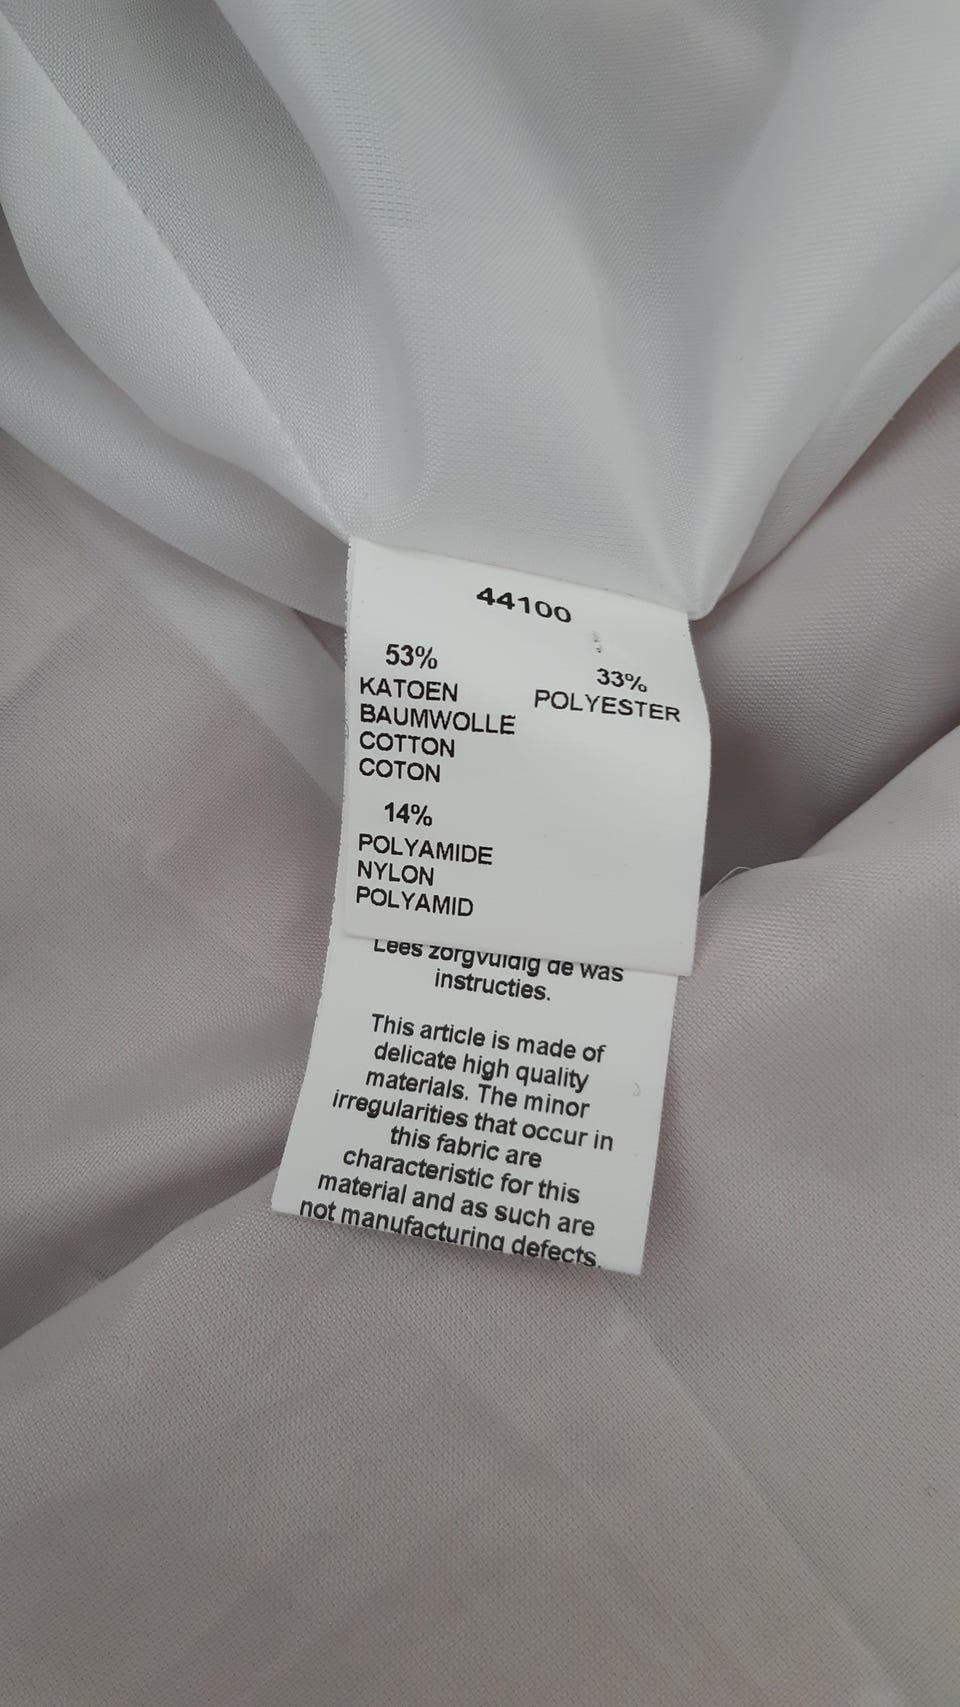 44100
53%
KATOEN
BAUMWOLLE
COTTON
COTON
33%
POLYESTER
14%
POLYAMIDE
NYLON
POLYAMID
Lees zorgvuldig de was
instructies.
This article is made of
delicate high quality
materials. The minor
irregularities that occur in
this fabric are
characteristic for this
material and as such are
not manufacturing defects.